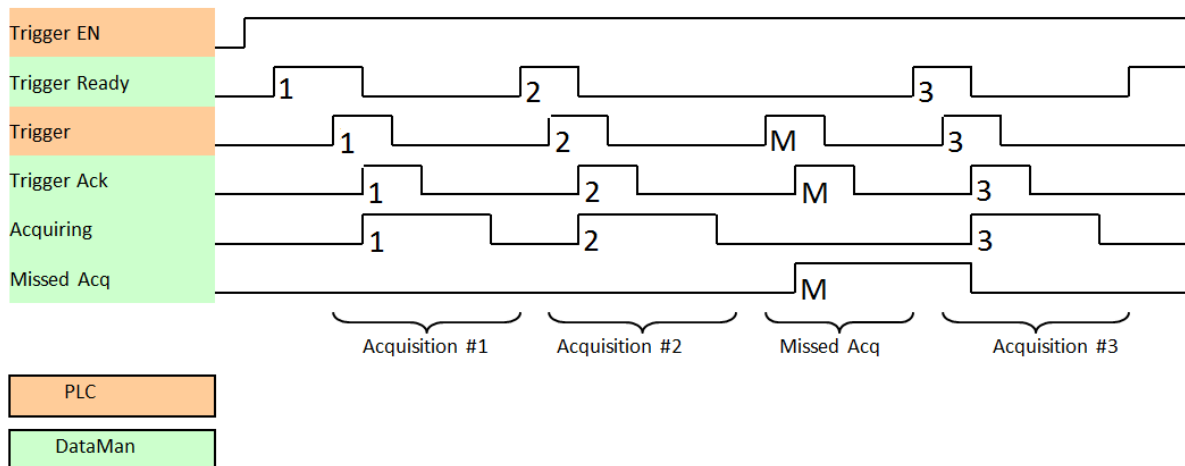 Trigger EN
Trigger Ready 1 2 3
Trigger 1 2 M 3
Trigger Ack 1 2 M 3
Acquiring 1 2 3
Missed Acq M
Acquisition #1 Acquisition #2 Missed Acq Acquisition #3
PLC
DataMan